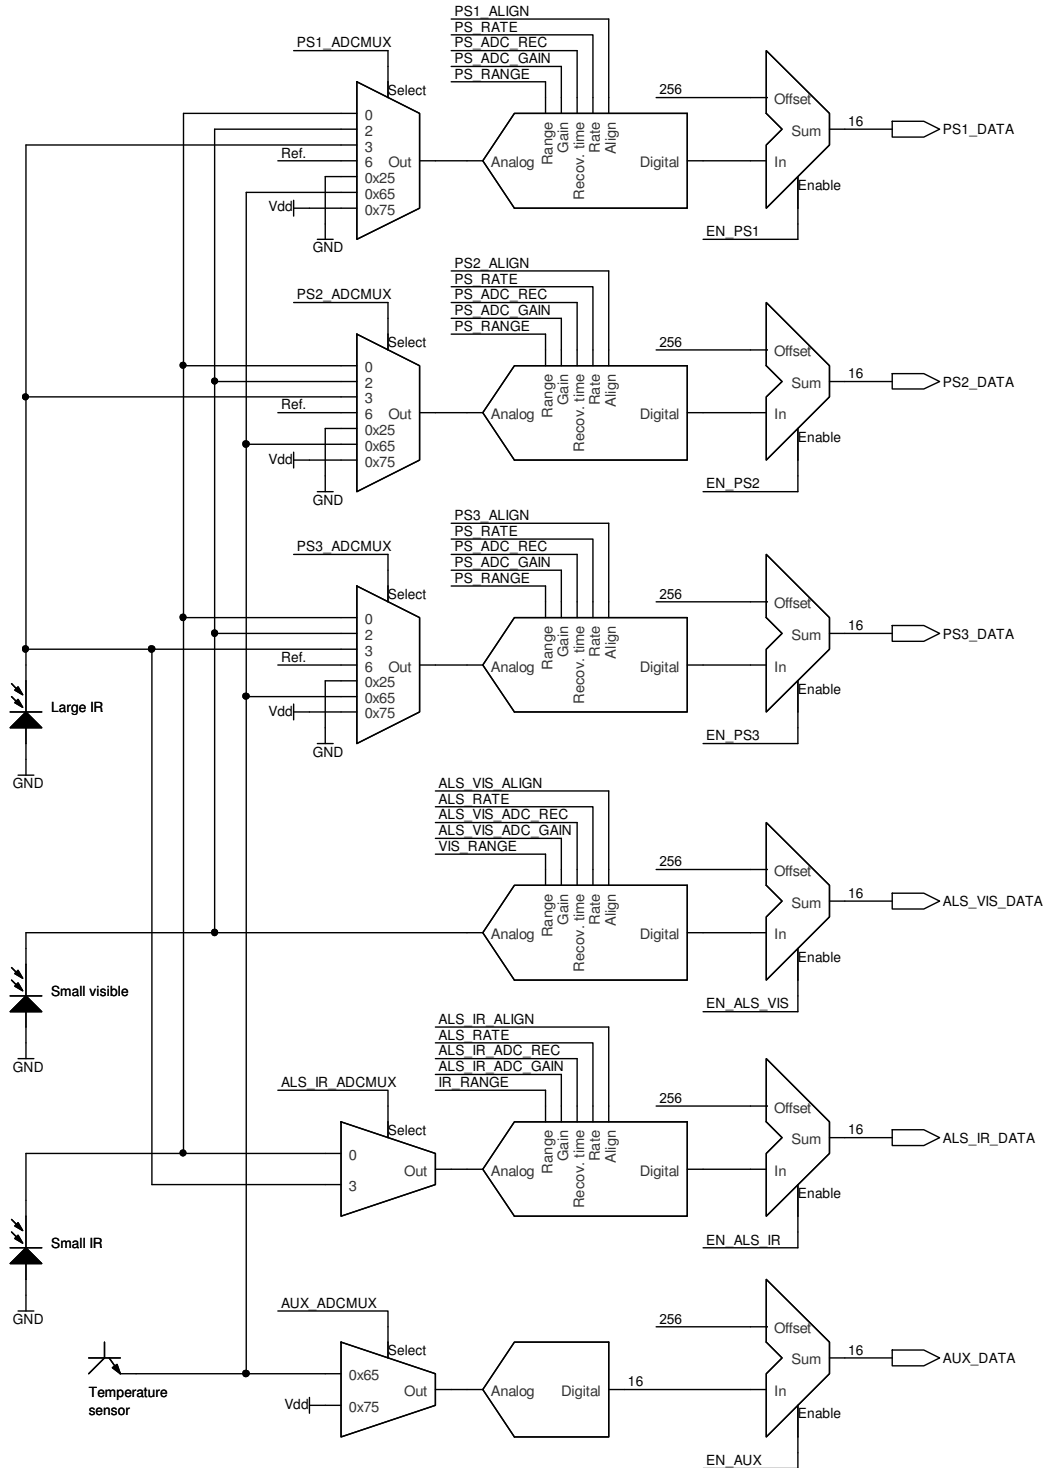 PS1_ALIGN
PS_RATE
PS1_ADCMUX
PS_ADC_REC
PS_ADC_GAIN
PS_RANGE
Select
256
Offset
0
2
3
Ref.
6
Out
0x25
0x65
Vdd
0x75
GND
Analog
Range
Gain
Recov. time
Rate
Align
Digital
Sum
In
16
PS1_DATA
Enable
EN_PS1
PS2_ALIGN
PS_RATE
PS2_ADCMUX
PS_ADC_REC
PS_ADC_GAIN
PS_RANGE
Select
256
Offset
0
2
3
Ref.
6
Out
0x25
0x65
Vdd
0x75
GND
Analog
Range
Gain
Recov. time
Rate
Align
Digital
Sum
In
16
PS2_DATA
Enable
EN_PS2
PS3_ALIGN
PS_RATE
PS3_ADCMUX
PS_ADC_REC
PS_ADC_GAIN
PS_RANGE
Select
256
Offset
0
2
3
Ref.
6
Out
0x25
0x65
Vdd
0x75
GND
Analog
Range
Gain
Recov. time
Rate
Align
Digital
Sum
In
16
PS3_DATA
Enable
EN_PS3
Large IR
GND
ALS_VIS_ALIGN
ALS_RATE
ALS_VIS_ADC_REC
ALS_VIS_ADC_GAIN
VIS_RANGE
256
Offset
Analog
Range
Gain
Recov. time
Rate
Align
Digital
Sum
In
16
ALS_VIS_DATA
Enable
EN_ALS_VIS
Small visible
GND
ALS_IR_ALIGN
ALS_RATE
ALS_IR_ADC_REC
ALS_IR_ADC_GAIN
IR_RANGE
ALS_IR_ADCMUX
Select
256
Offset
0
3
Out
Analog
Range
Gain
Recov. time
Rate
Align
Digital
Sum
In
16
ALS_IR_DATA
Enable
EN_ALS_IR
Small IR
GND
AUX_ADCMUX
Select
256
Offset
0x65
Out
Vdd
0x75
Analog
Digital
16
Sum
In
16
AUX_DATA
Enable
EN_AUX
Temperature
sensor